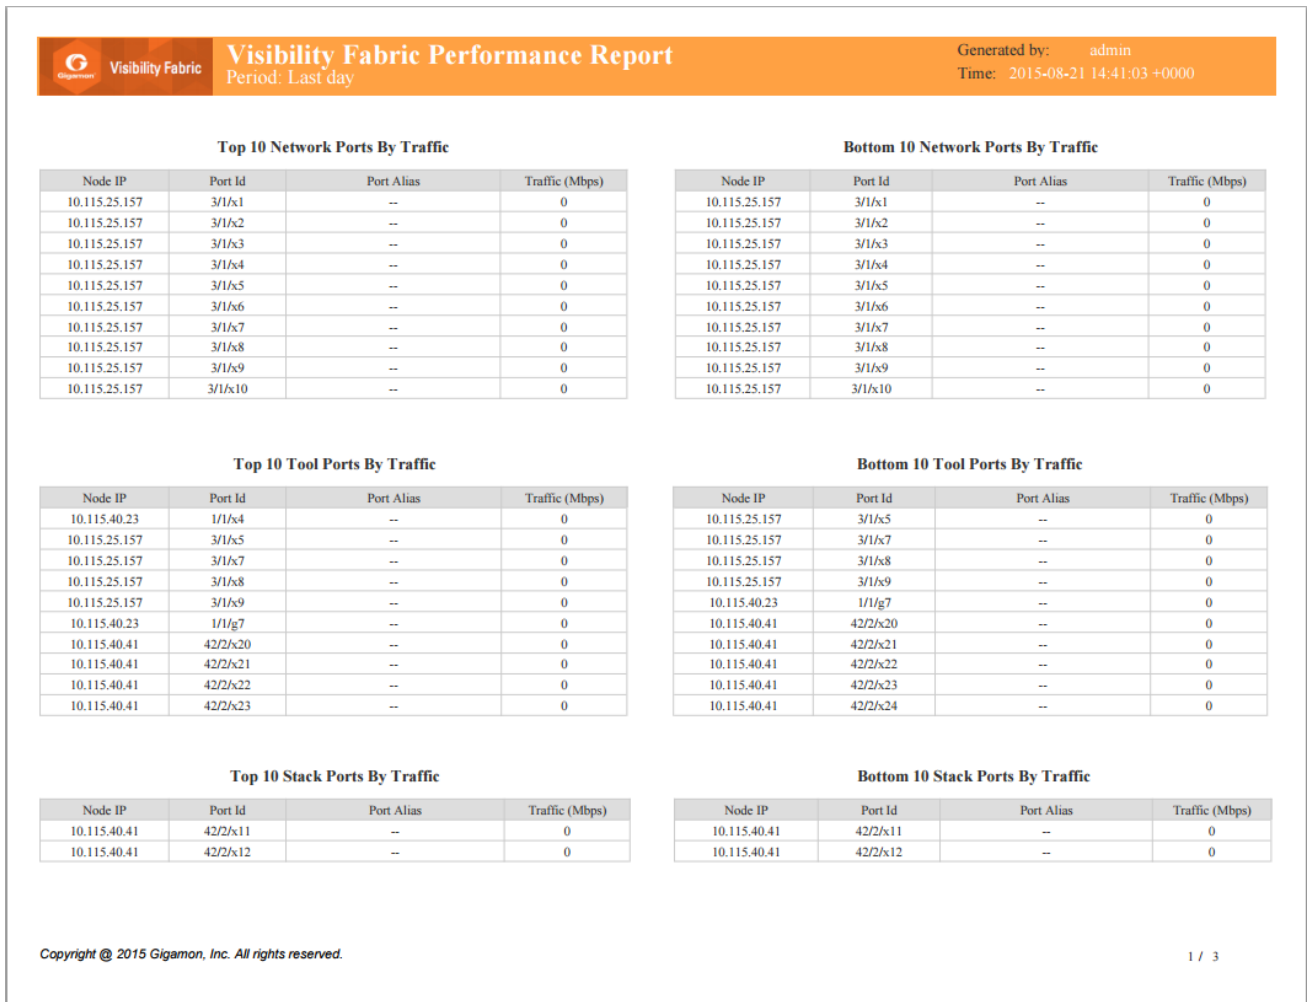 Gigamon Visibility Fabric
Visibility Fabric Performance Report
Period: Last day
Generated by: admin
Time: 2015-08-21 14:41:03 +0000
Top 10 Network Ports By Traffic
Node IP Port Id Port Alias Traffic (Mbps)
10.115.25.157 3/1/x1 -- 0
10.115.25.157 3/1/x2 -- 0
10.115.25.157 3/1/x3 -- 0
10.115.25.157 3/1/x4 -- 0
10.115.25.157 3/1/x5 -- 0
10.115.25.157 3/1/x6 -- 0
10.115.25.157 3/1/x7 -- 0
10.115.25.157 3/1/x8 -- 0
10.115.25.157 3/1/x9 -- 0
10.115.25.157 3/1/x10 -- 0
Bottom 10 Network Ports By Traffic
Node IP Port Id Port Alias Traffic (Mbps)
10.115.25.157 3/1/x1 -- 0
10.115.25.157 3/1/x2 -- 0
10.115.25.157 3/1/x3 -- 0
10.115.25.157 3/1/x4 -- 0
10.115.25.157 3/1/x5 -- 0
10.115.25.157 3/1/x6 -- 0
10.115.25.157 3/1/x7 -- 0
10.115.25.157 3/1/x8 -- 0
10.115.25.157 3/1/x9 -- 0
10.115.25.157 3/1/x10 -- 0
Top 10 Tool Ports By Traffic
Node IP Port Id Port Alias Traffic (Mbps)
10.115.40.23 1/1/x4 -- 0
10.115.25.157 3/1/x5 -- 0
10.115.25.157 3/1/x7 -- 0
10.115.25.157 3/1/x8 -- 0
10.115.25.157 3/1/x9 -- 0
10.115.40.23 1/1/g7 -- 0
10.115.40.41 42/2/x20 -- 0
10.115.40.41 42/2/x21 -- 0
10.115.40.41 42/2/x22 -- 0
10.115.40.41 42/2/x23 -- 0
Bottom 10 Tool Ports By Traffic
Node IP Port Id Port Alias Traffic (Mbps)
10.115.25.157 3/1/x5 -- 0
10.115.25.157 3/1/x7 -- 0
10.115.25.157 3/1/x8 -- 0
10.115.25.157 3/1/x9 -- 0
10.115.40.23 1/1/g7 -- 0
10.115.40.41 42/2/x20 -- 0
10.115.40.41 42/2/x21 -- 0
10.115.40.41 42/2/x22 -- 0
10.115.40.41 42/2/x23 -- 0
10.115.40.41 42/2/x24 -- 0
Top 10 Stack Ports By Traffic
Node IP Port Id Port Alias Traffic (Mbps)
10.115.40.41 42/2/x11 -- 0
10.115.40.41 42/2/x12 -- 0
Bottom 10 Stack Ports By Traffic
Node IP Port Id Port Alias Traffic (Mbps)
10.115.40.41 42/2/x11 -- 0
10.115.40.41 42/2/x12 -- 0
Copyright @ 2015 Gigamon, Inc. All rights reserved.
1 / 3